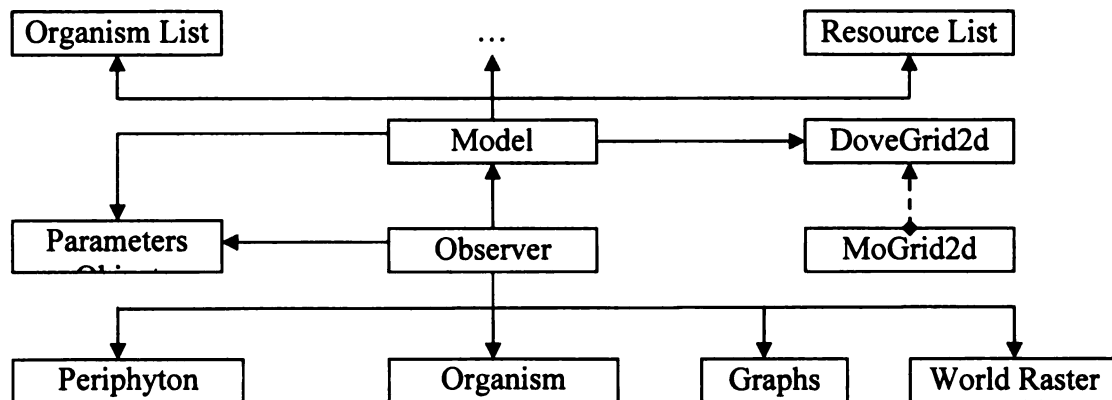 Organism List
...
Resource List
Model
DoveGrid2d
Parameters
Observer
MoGrid2d
Periphyton
Organism
Graphs
World Raster